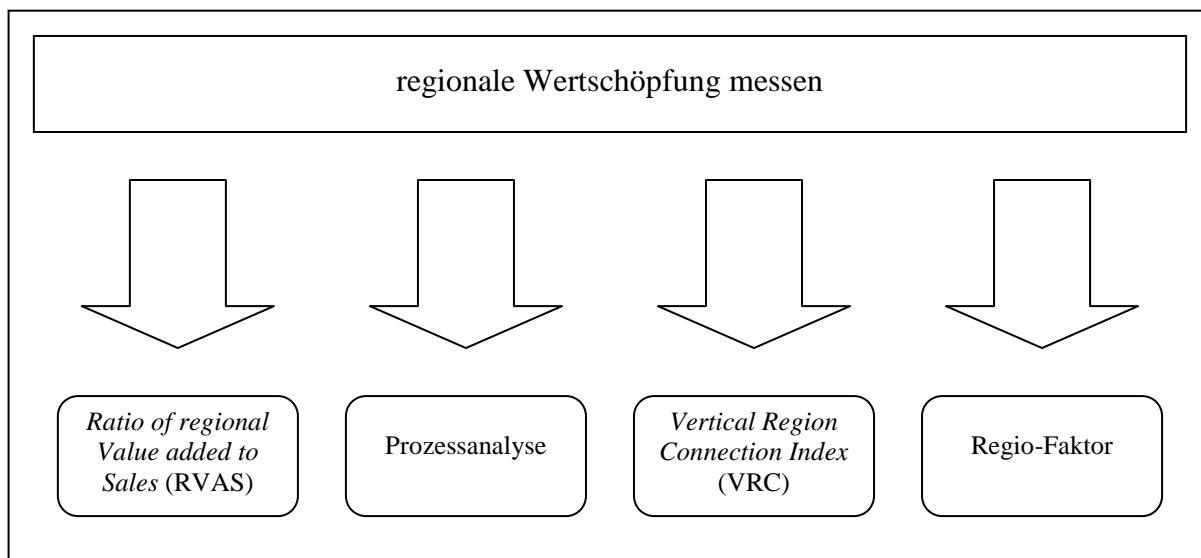 regionale Wertschöpfung messen
Ratio of regional
Value added to
Sales (RVAS)
Prozessanalyse
Vertical Region
Connection Index
(VRC)
Regio-Faktor